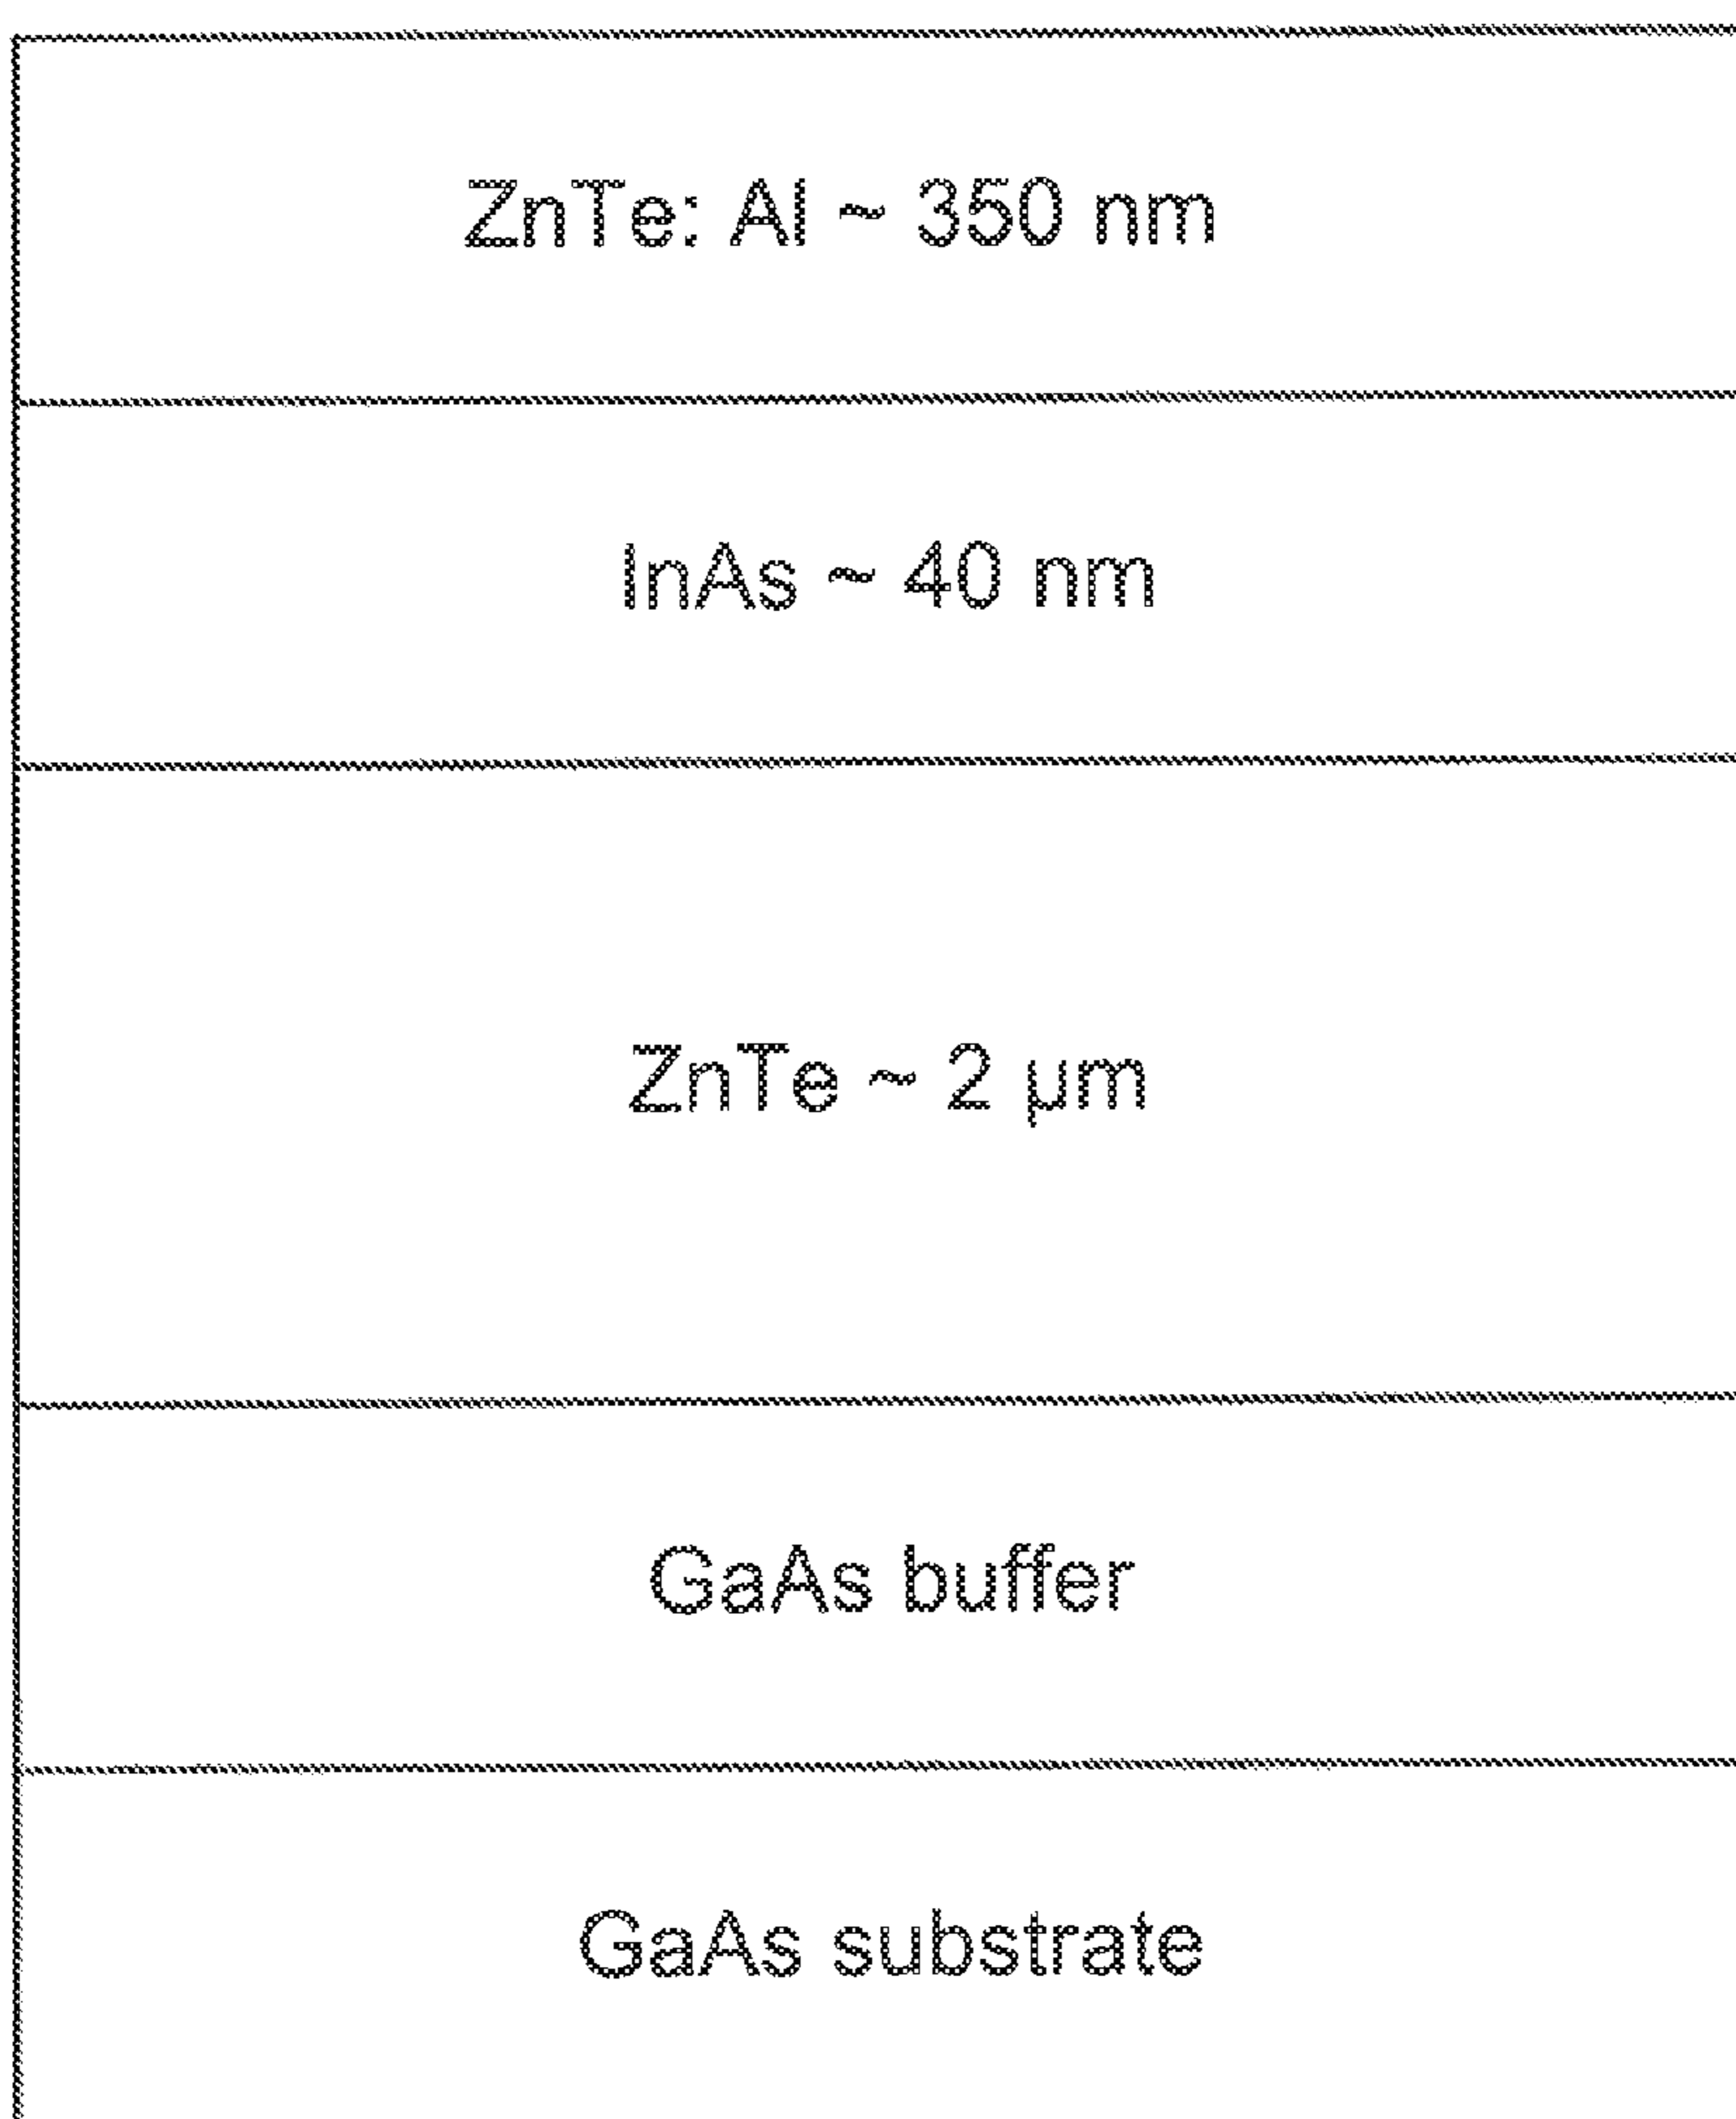 ZnTe: Al ~ 350 nm
InAs ~ 40 nm
ZnTe ~ 2 μm
GaAs buffer
GaAs substrate